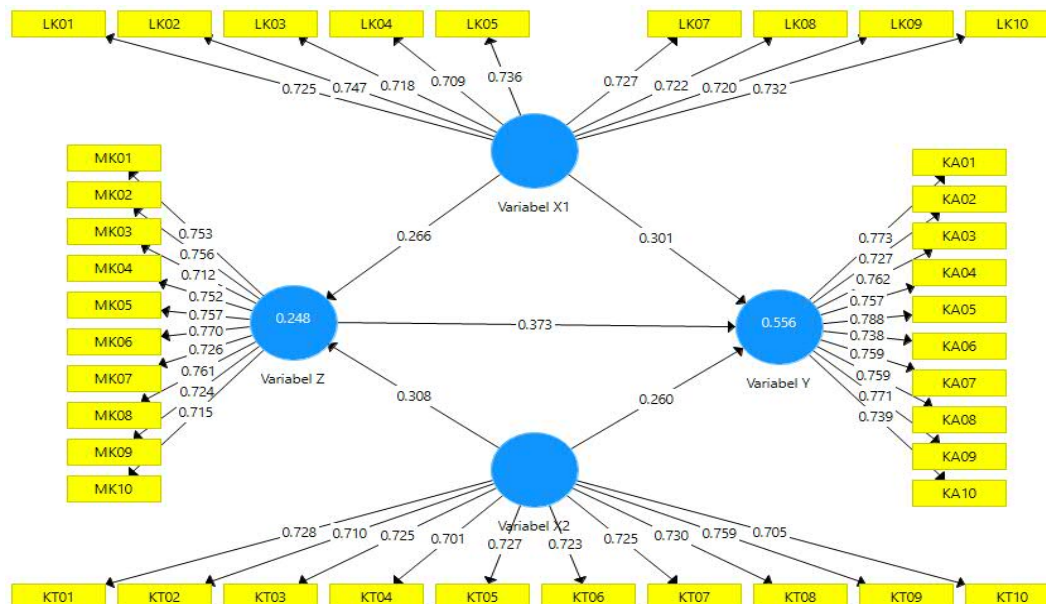 LK01 LK02 LK03 LK04 LK05 LK07 LK08 LK09 LK10
0.725 0.747 0.718 0.709 0.736 0.727 0.722 0.720 0.732
Variabel X1
MK01
MK02
MK03
MK04
MK05
MK06
MK07
MK08
MK09
MK10
0.753
0.756
0.712
0.752
0.757
0.770
0.726
0.761
0.724
0.715
0.248
Variabel Z
0.266
0.301
0.373
0.308
0.260
0.556
Variabel Y
0.773
0.727
0.762
0.757
0.788
0.738
0.759
0.759
0.771
0.739
KA01
KA02
KA03
KA04
KA05
KA06
KA07
KA08
KA09
KA10
Variabel X2
0.728 0.710 0.725 0.701 0.727 0.723 0.725 0.730 0.759 0.705
KT01 KT02 KT03 KT04 KT05 KT06 KT07 KT08 KT09 KT10